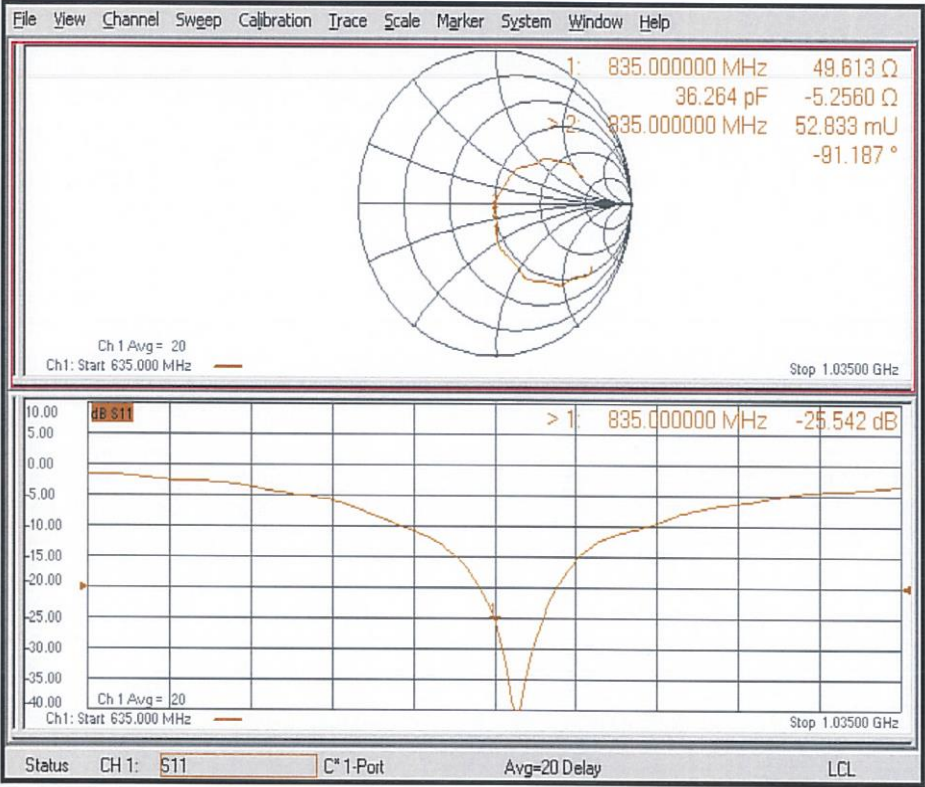 File View Channel Sweep Calibration Trace Scale Marker System Window Help
1: 835.000000 MHz 49.613 Ω
36.264 pF -5.2560 Ω
> 2: 835.000000 MHz 52.833 mU
-91.187 °
Ch 1 Avg = 20
Ch1: Start 635.000 MHz
Stop 1.03500 GHz
10.00
dB S11
> 1: 835.000000 MHz -25.542 dB
5.00
0.00
-5.00
-10.00
-15.00
-20.00
-25.00
-30.00
-35.00
-40.00
Ch 1 Avg = 20
Ch1: Start 635.000 MHz
Stop 1.03500 GHz
Status CH 1: S11 C* 1-Port Avg=20 Delay LCL